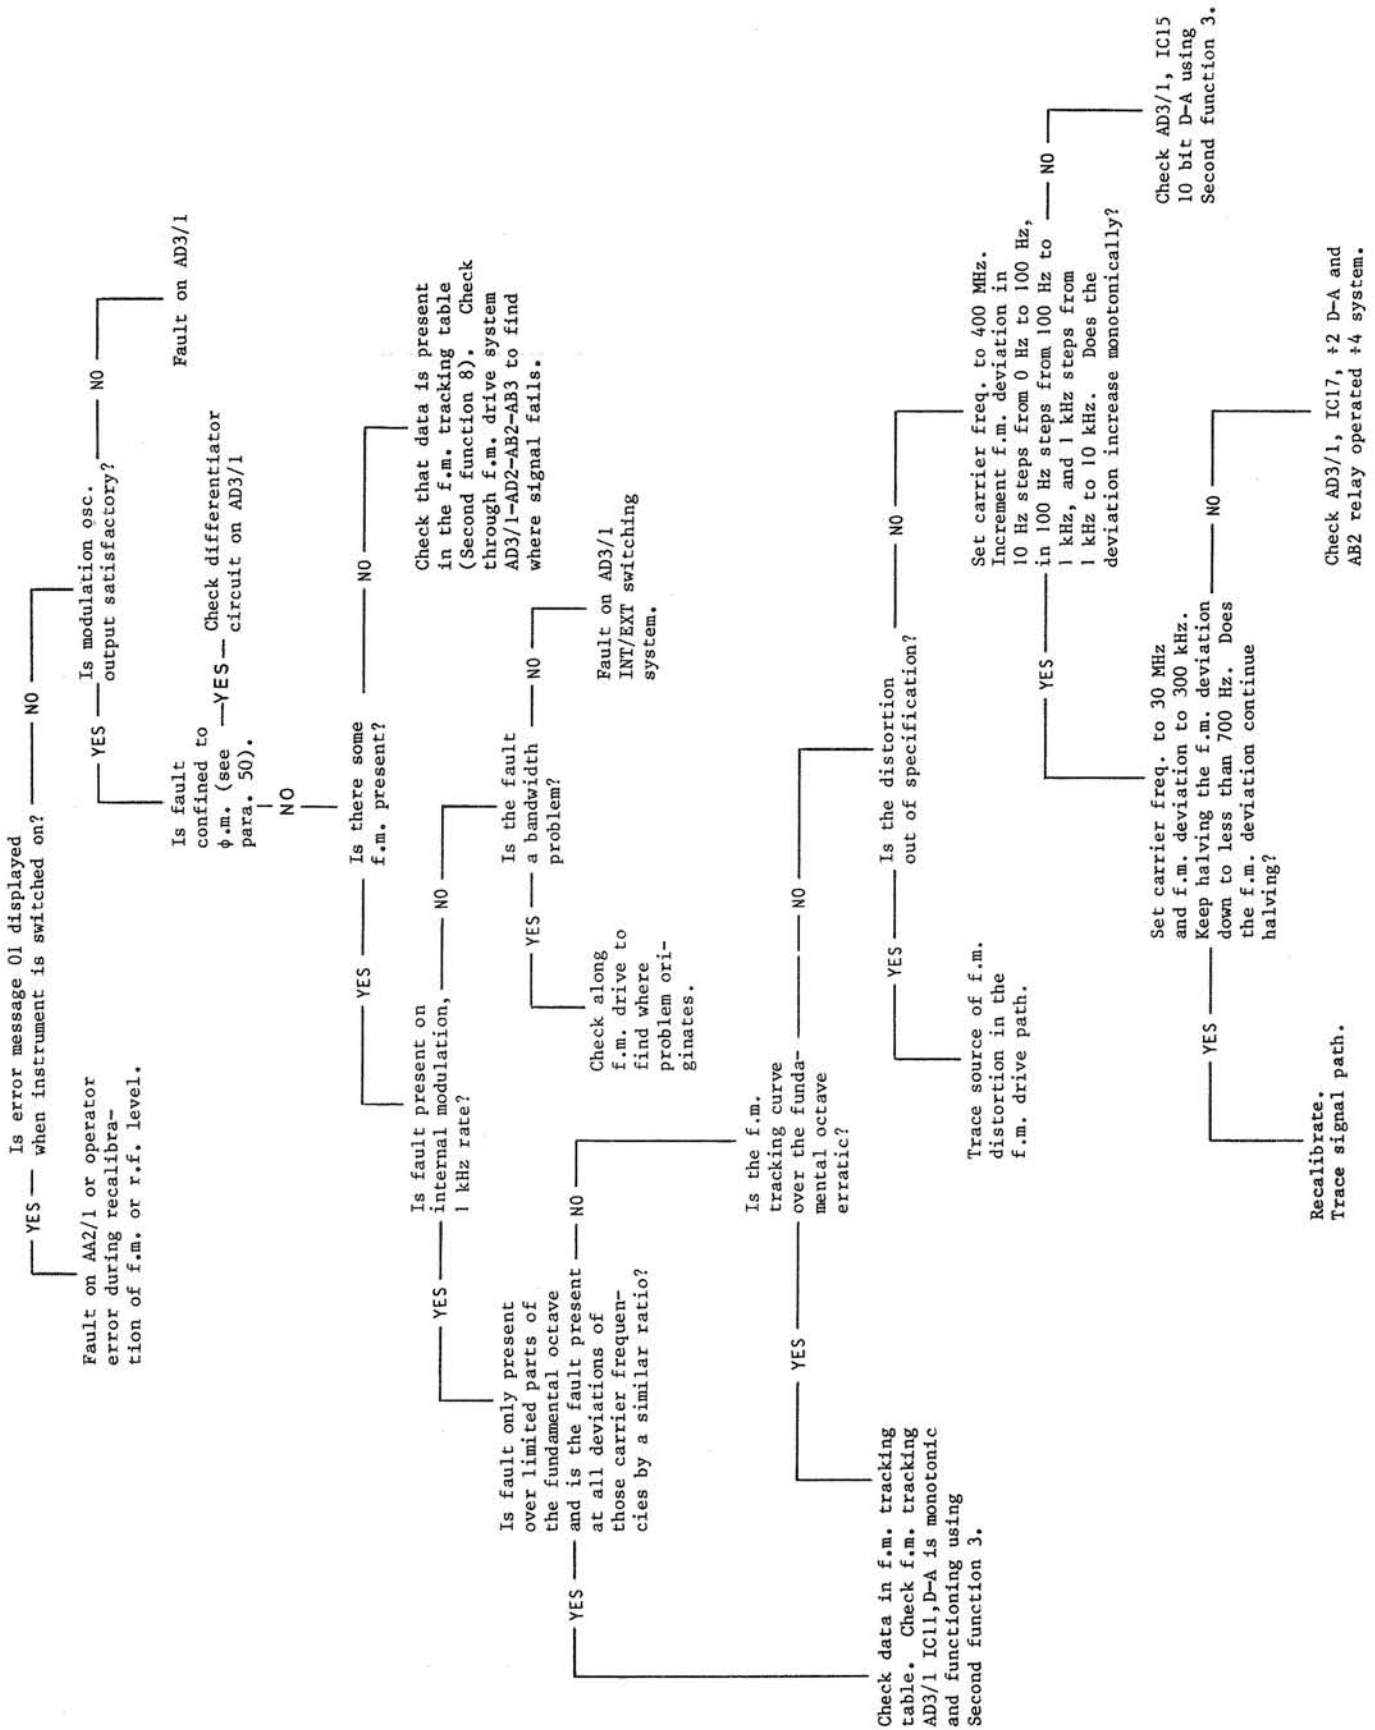 Is error message 01 displayed
YES — when instrument is switched on? — NO
Fault on AA2/1 or operator
error during recalibra-
tion of f.m. or r.f. level.
Is modulation osc.
YES — output satisfactory? — NO
Fault on AD3/1
Is fault
confined to
φ.m. (see — YES — Check differentiator
para. 50). circuit on AD3/1
NO
Is there some
YES — f.m. present? — NO
Check that data is present
in the f.m. tracking table
(Second function 8). Check
through f.m. drive system
AD3/1-AD2-AB2-AB3 to find
where signal fails.
Is fault present on
YES — internal modulation, — NO
1 kHz rate?
Is the fault
YES — a bandwidth — NO
problem?
Check along
f.m. drive to
find where
problem ori-
ginates.
Fault on AD3/1
INT/EXT switching
system.
Is fault only present
over limited parts of
the fundamental octave
YES — and is the fault present — NO
at all deviations of
those carrier frequen-
cies by a similar ratio?
Is the f.m.
tracking curve
YES — over the funda- — NO
mental octave
erratic?
Check data in f.m. tracking
table. Check f.m. tracking
AD3/1 IC11,D-A is monotonic
and functioning using
Second function 3.
YES — Is the distortion — NO
out of specification?
Trace source of f.m.
distortion in the
f.m. drive path.
Set carrier freq. to 400 MHz.
Increment f.m. deviation in
10 Hz steps from 0 Hz to 100 Hz,
YES — in 100 Hz steps from 100 Hz to — NO
1 kHz, and 1 kHz steps from
1 kHz to 10 kHz. Does the
deviation increase monotonically?
Check AD3/1, IC15
10 bit D-A using
Second function 3.
Set carrier freq. to 30 MHz
and f.m. deviation to 300 kHz.
YES — Keep halving the f.m. deviation — NO
down to less than 700 Hz. Does
the f.m. deviation continue
halving?
Recalibrate.
Trace signal path.
Check AD3/1, IC17, ÷2 D-A and
AB2 relay operated ÷4 system.